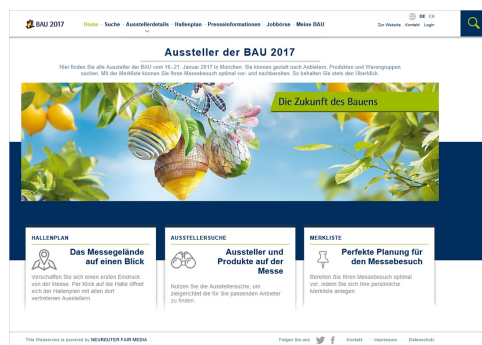 BAU 2017
Home · Suche · Ausstellerdetails · Hallenplan · Presseinformationen · Jobbörse · Meine BAU
DE EN
Zur Website Kontakt Login
Aussteller der BAU 2017
Hier finden Sie alle Aussteller der BAU vom 16.-21. Januar 2017 in München. Sie können gezielt nach Anbietern, Produkten und Warengruppen
suchen. Mit der Merkliste können Sie Ihren Messebesuch optimal vor- und nachbereiten. So behalten Sie stets den Überblick.
Die Zukunft des Bauens
HALLENPLAN
Das Messegelände
auf einen Blick
Verschaffen Sie sich einen ersten Eindruck
von der Messe. Per Klick auf die Halle öffnet
sich der Hallenplan mit allen dort
vertretenen Ausstellern.
AUSSTELLERSUCHE
Aussteller und
Produkte auf der
Messe
Nutzen Sie die Ausstellersuche, um
zielgerichtet die für Sie passenden Anbieter
zu finden.
MERKLISTE
Perfekte Planung für
den Messebesuch
Bereiten Sie Ihren Messebesuch optimal
vor, indem Sie sich Ihre persönliche
Merkliste anlegen.
This Webservice is powered by NEUREUTER FAIR MEDIA
Folgen Sie uns
Kontakt · Impressum · Datenschutz